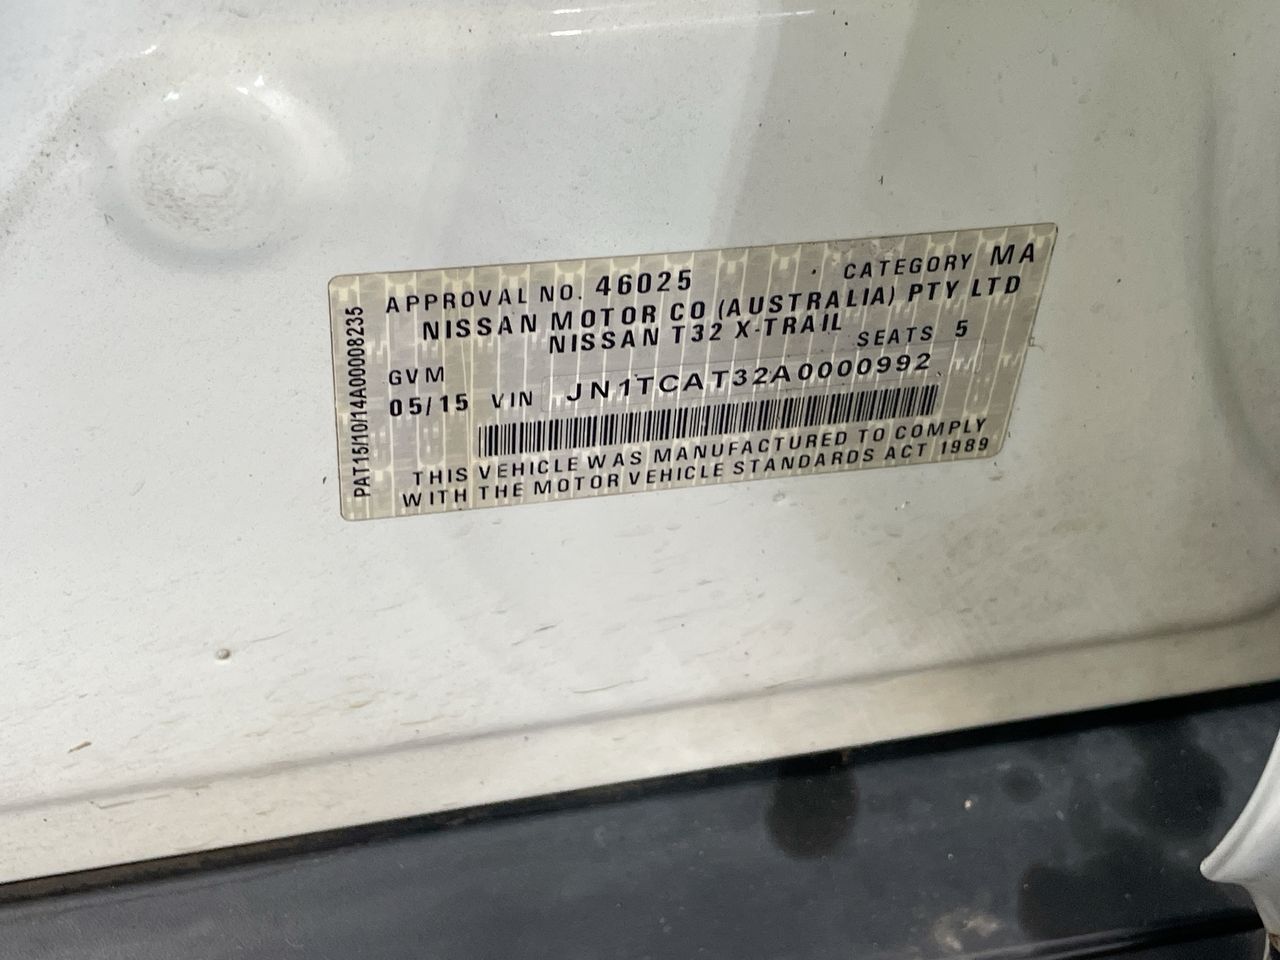 APPROVAL NO. 46025 CATEGORY MA
NISSAN MOTOR CO (AUSTRALIA) PTY LTD
NISSAN T32 X-TRAIL
SEATS 5
GVM
05/15 VIN JN1TCAT32A0000992
THIS VEHICLE WAS MANUFACTURED TO COMPLY
WITH THE MOTOR VEHICLE STANDARDS ACT 1989
PAT15/10/14A00008235